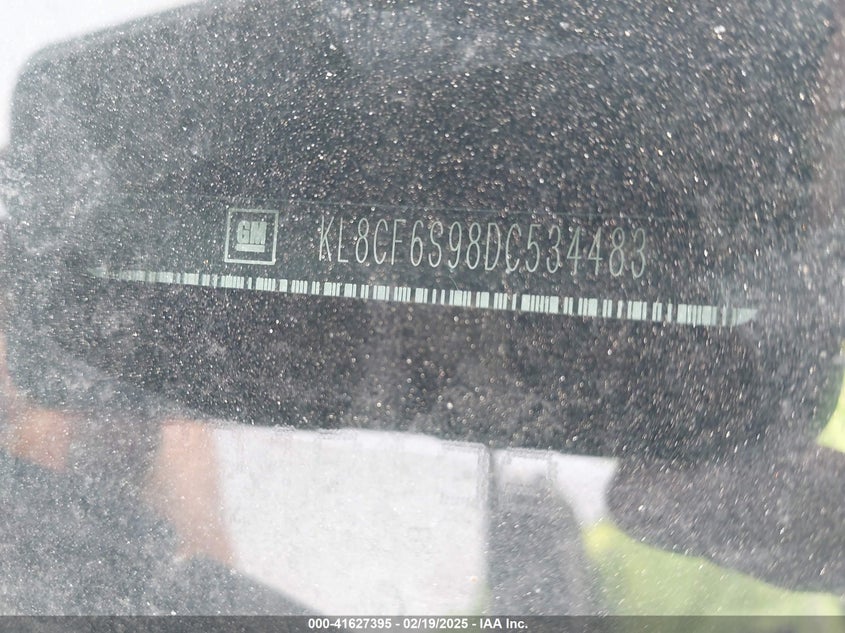 GM
KL8CF6S98DC534483
000-41627395 - 02/19/2025 - IAA Inc.